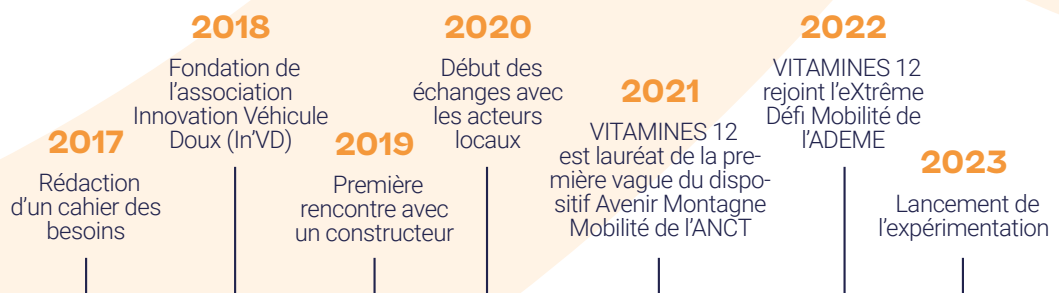 2017
Rédaction
d'un cahier des
besoins
2018
Fondation de
l'association
Innovation Véhicule
Doux (In'VD)
2019
Première
rencontre avec
un constructeur
2020
Début des
échanges avec
les acteurs
locaux
2021
VITAMINES 12
est lauréat de la pre-
mière vague du dispo-
sitif Avenir Montagne
Mobilité de l'ANCT
2022
VITAMINES 12
rejoint l'eXtrême
Défi Mobilité de
l'ADEME
2023
Lancement de
l'expérimentation